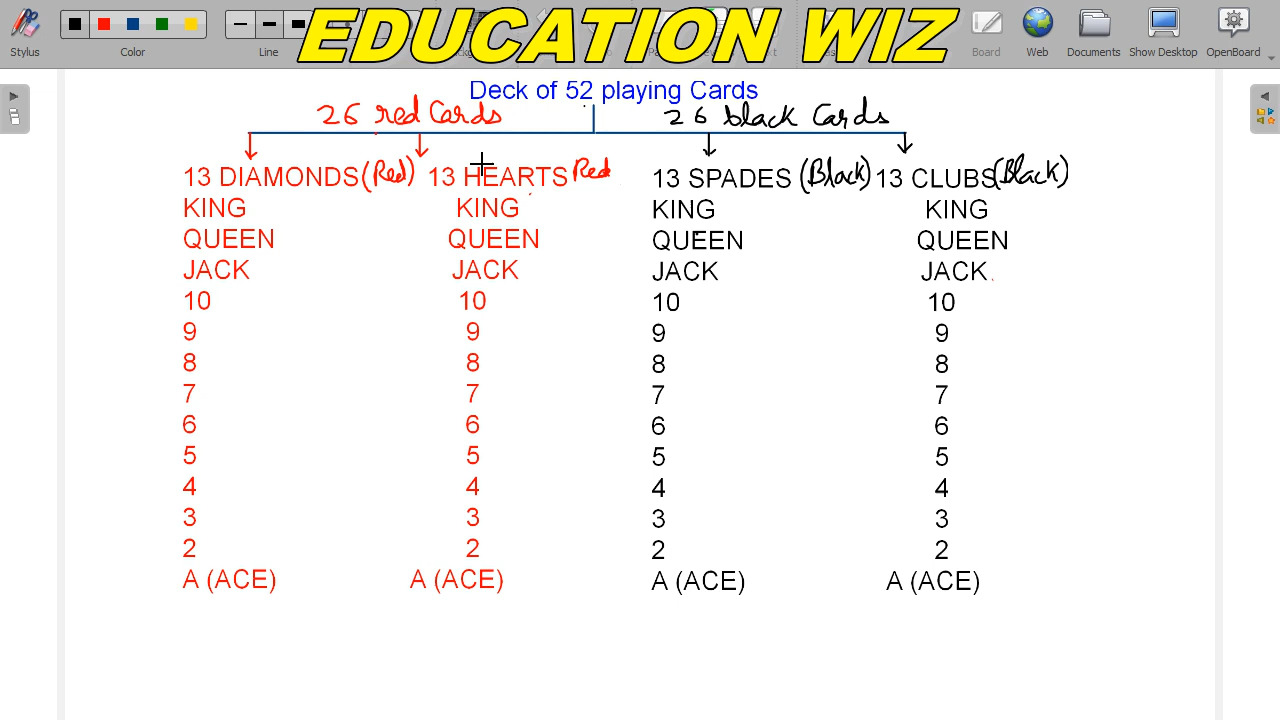 EDUCATION WIZ
Stylus Color Line Board Web Documents Show Desktop OpenBoard
Deck of 52 playing Cards
26 red Cards 26 black Cards
13 DIAMONDS (Red) 13 HEARTS Red 13 SPADES (Black) 13 CLUBS (Black)
KING KING KING KING
QUEEN QUEEN QUEEN QUEEN
JACK JACK JACK JACK
10 10 10 10
9 9 9 9
8 8 8 8
7 7 7 7
6 6 6 6
5 5 5 5
4 4 4 4
3 3 3 3
2 2 2 2
A (ACE) A (ACE) A (ACE) A (ACE)